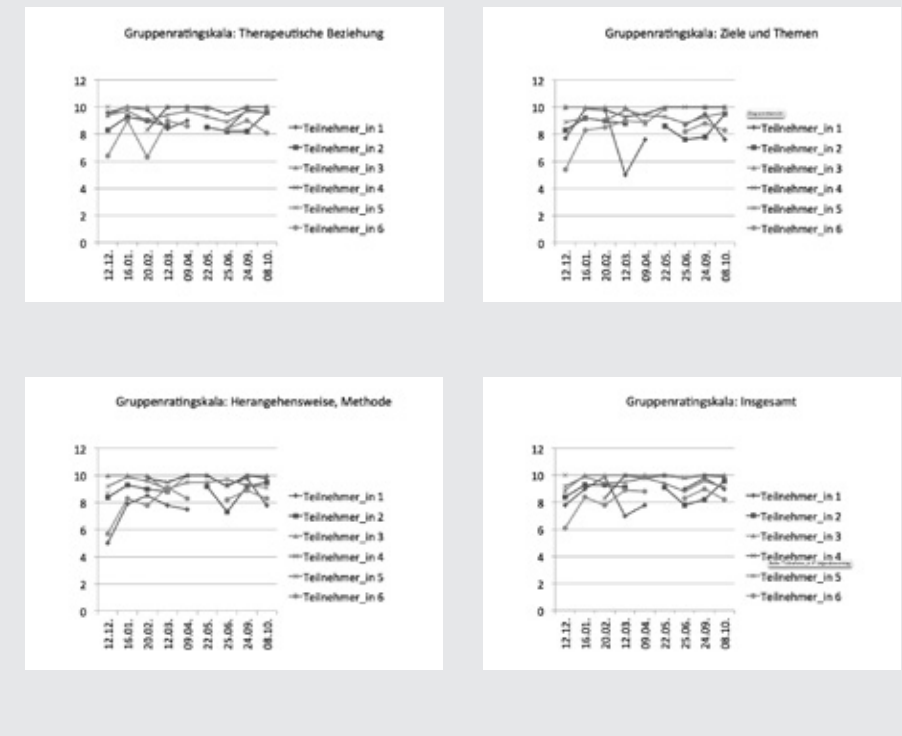 Gruppenratingskala: Therapeutische Beziehung
12
10
8
6
4
2
0
12.12.
16.01.
20.02.
12.03.
09.04.
22.05.
25.06.
24.09.
08.10.
Teilnehmer_in 1
Teilnehmer_in 2
Teilnehmer_in 3
Teilnehmer_in 4
Teilnehmer_in 5
Teilnehmer_in 6
Gruppenratingskala: Ziele und Themen
12
10
8
6
4
2
0
12.12.
16.01.
20.02.
12.03.
09.04.
22.05.
25.06.
24.09.
08.10.
Teilnehmer_in 1
Teilnehmer_in 2
Teilnehmer_in 3
Teilnehmer_in 4
Teilnehmer_in 5
Teilnehmer_in 6
Gruppenratingskala: Herangehensweise, Methode
12
10
8
6
4
2
0
12.12.
16.01.
20.02.
12.03.
09.04.
22.05.
25.06.
24.09.
08.10.
Teilnehmer_in 1
Teilnehmer_in 2
Teilnehmer_in 3
Teilnehmer_in 4
Teilnehmer_in 5
Teilnehmer_in 6
Gruppenratingskala: Insgesamt
12
10
8
6
4
2
0
12.12.
16.01.
20.02.
12.03.
09.04.
22.05.
25.06.
24.09.
08.10.
Teilnehmer_in 1
Teilnehmer_in 2
Teilnehmer_in 3
Teilnehmer_in 4
Teilnehmer_in 5
Teilnehmer_in 6